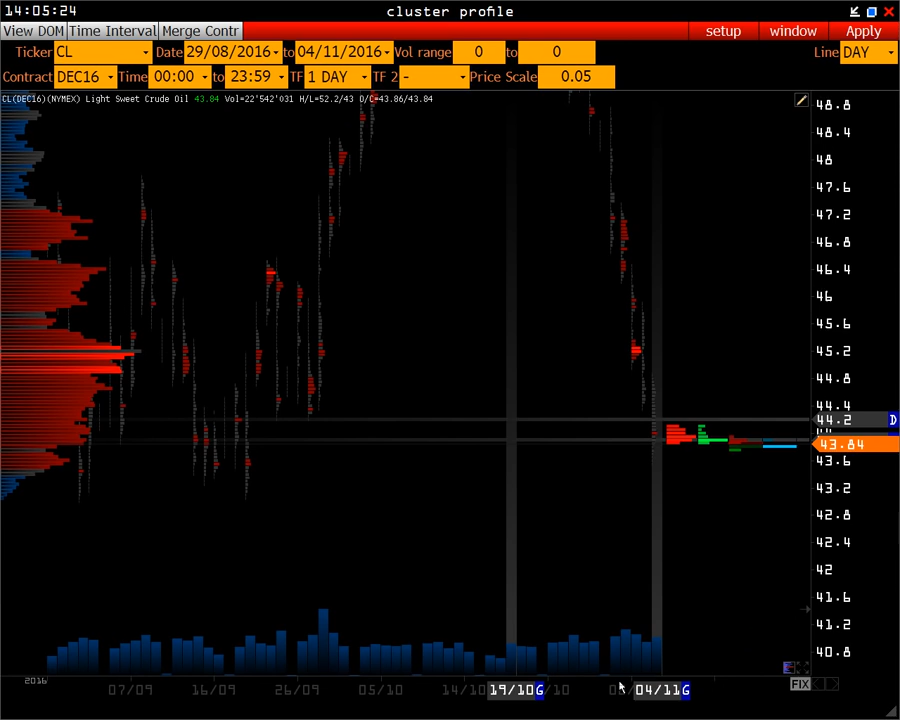 14:05:24 cluster profile
View DOM Time Interval Merge Contr setup window Apply
Ticker CL Date 29/08/2016 to 04/11/2016 Vol range 0 to 0 Line DAY
Contract DEC16 Time 00:00 to 23:59 TF 1 DAY TF 2 - Price Scale 0.05
CL(DEC16)(NYMEX) Light Sweet Crude Oil 43.84 Vol=22'542'031 H/L=52.2/43 D/C=43.86/43.84
48.8
48.4
48
47.6
47.2
46.8
46.4
46
45.6
45.2
44.8
44.4
44.2 D
43.84
43.6
43.2
42.8
42.4
42
41.6
41.2
40.8
2016 07/09 16/09 26/09 05/10 14/10 19/10G 04/11G
FIX